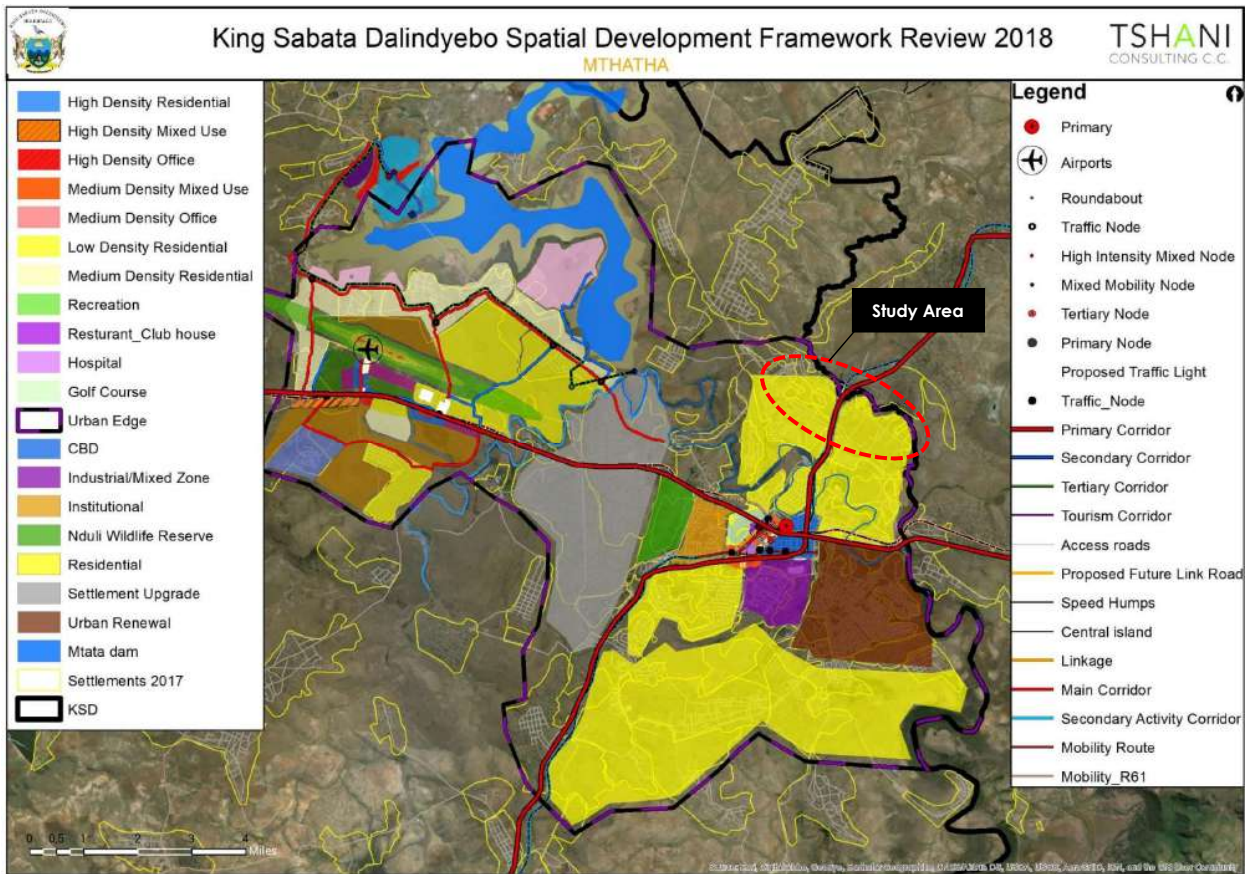 King Sabata Dalindyebo Spatial Development Framework Review 2018
MTHATHA
TSHANI
CONSULTING C.C.
High Density Residential
High Density Mixed Use
High Density Office
Medium Density Mixed Use
Medium Density Office
Low Density Residential
Medium Density Residential
Recreation
Resturant_Club house
Hospital
Golf Course
Urban Edge
CBD
Industrial/Mixed Zone
Institutional
Nduli Wildlife Reserve
Residential
Settlement Upgrade
Urban Renewal
Mtata dam
Settlements 2017
KSD
Study Area
0 0,5 1 2 3 4
Miles
Legend
Primary
Airports
Roundabout
Traffic Node
High Intensity Mixed Node
Mixed Mobility Node
Tertiary Node
Primary Node
Proposed Traffic Light
Traffic_Node
Primary Corridor
Secondary Corridor
Tertiary Corridor
Tourism Corridor
Access roads
Proposed Future Link Road
Speed Humps
Central island
Linkage
Main Corridor
Secondary Activity Corridor
Mobility Route
Mobility_R61